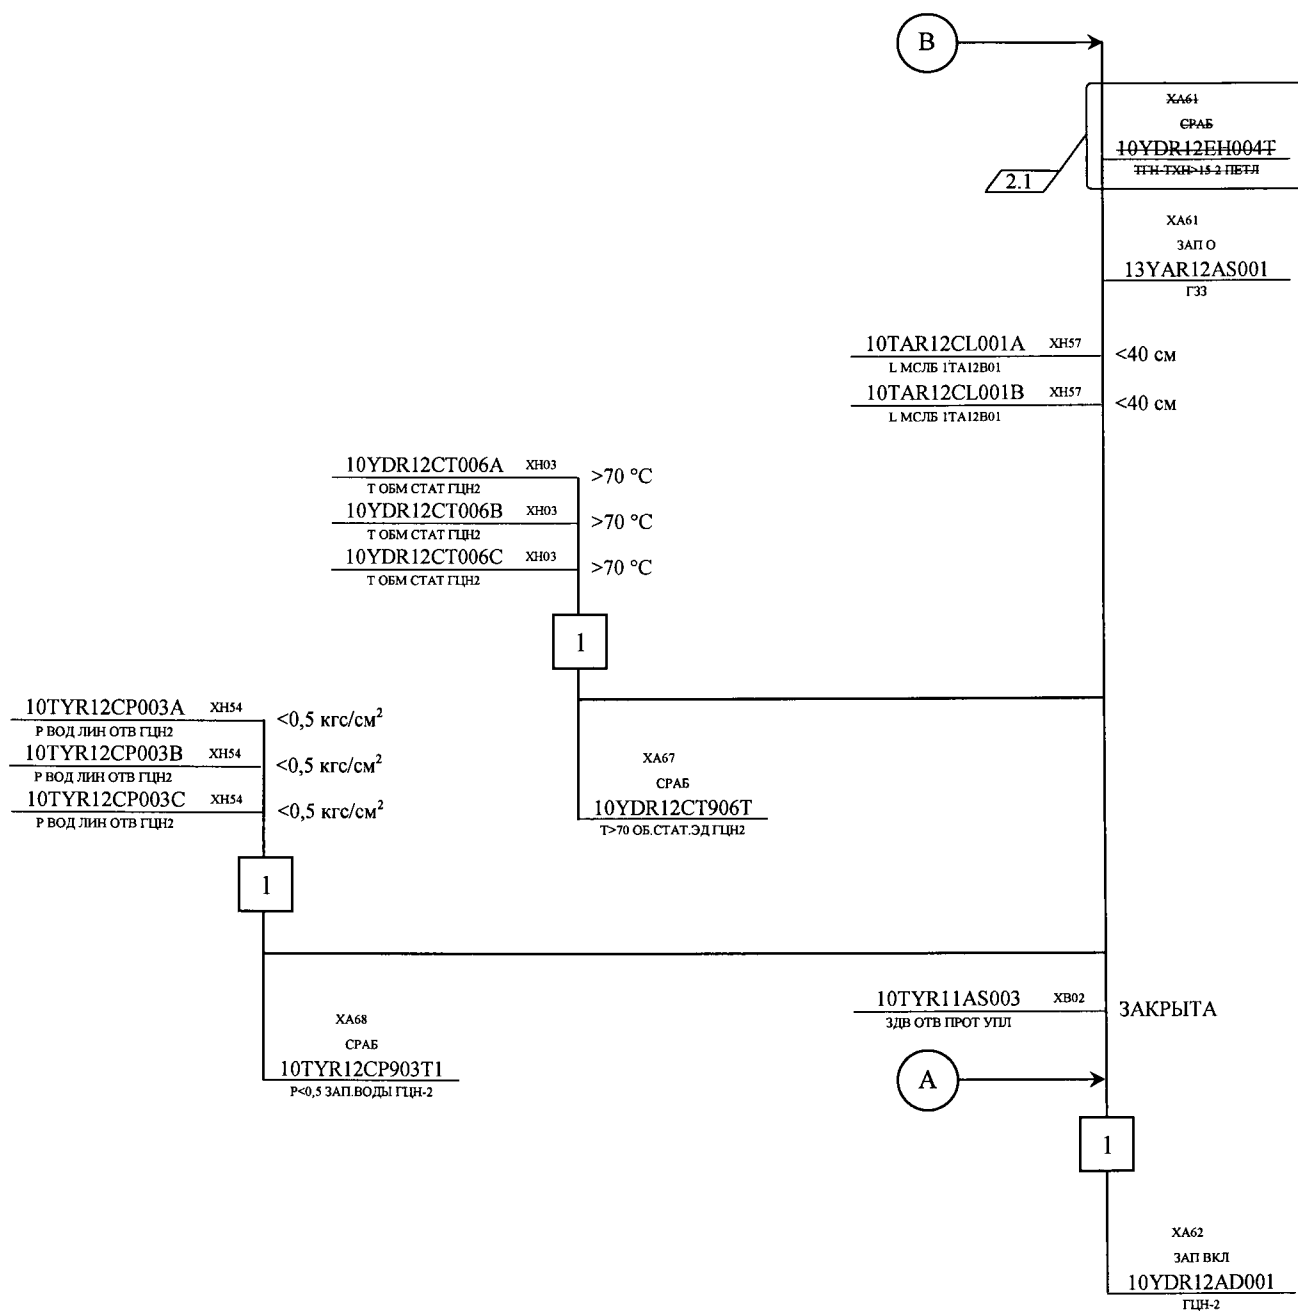 B
XA61
СРАБ
10YDR12EH004T
ТГН-ТХН>15 2 ПЕТЛ
2.1
XA61
ЗАП О
13YAR12AS001
ГЗЗ
10TAR12CL001A XH57 <40 см
L МСЛБ 1TA12B01
10TAR12CL001B XH57 <40 см
L МСЛБ 1TA12B01
10YDR12CT006A XH03 >70 °C
Т ОБМ СТАТ ГЦН2
10YDR12CT006B XH03 >70 °C
Т ОБМ СТАТ ГЦН2
10YDR12CT006C XH03 >70 °C
Т ОБМ СТАТ ГЦН2
1
10TYR12CP003A XH54 <0,5 кгс/см²
Р ВОД ЛИН ОТВ ГЦН2
10TYR12CP003B XH54 <0,5 кгс/см²
Р ВОД ЛИН ОТВ ГЦН2
10TYR12CP003C XH54 <0,5 кгс/см²
Р ВОД ЛИН ОТВ ГЦН2
XA67
СРАБ
10YDR12CT906T
Т>70 ОБ.СТАТ.ЭД ГЦН2
1
10TYR11AS003 XB02 ЗАКРЫТА
ЗДВ ОТВ ПРОТ УПЛ
XA68
СРАБ
10TYR12CP903T1
Р<0,5 ЗАП.ВОДЫ ГЦН-2
A
1
XA62
ЗАП ВКЛ
10YDR12AD001
ГЦН-2